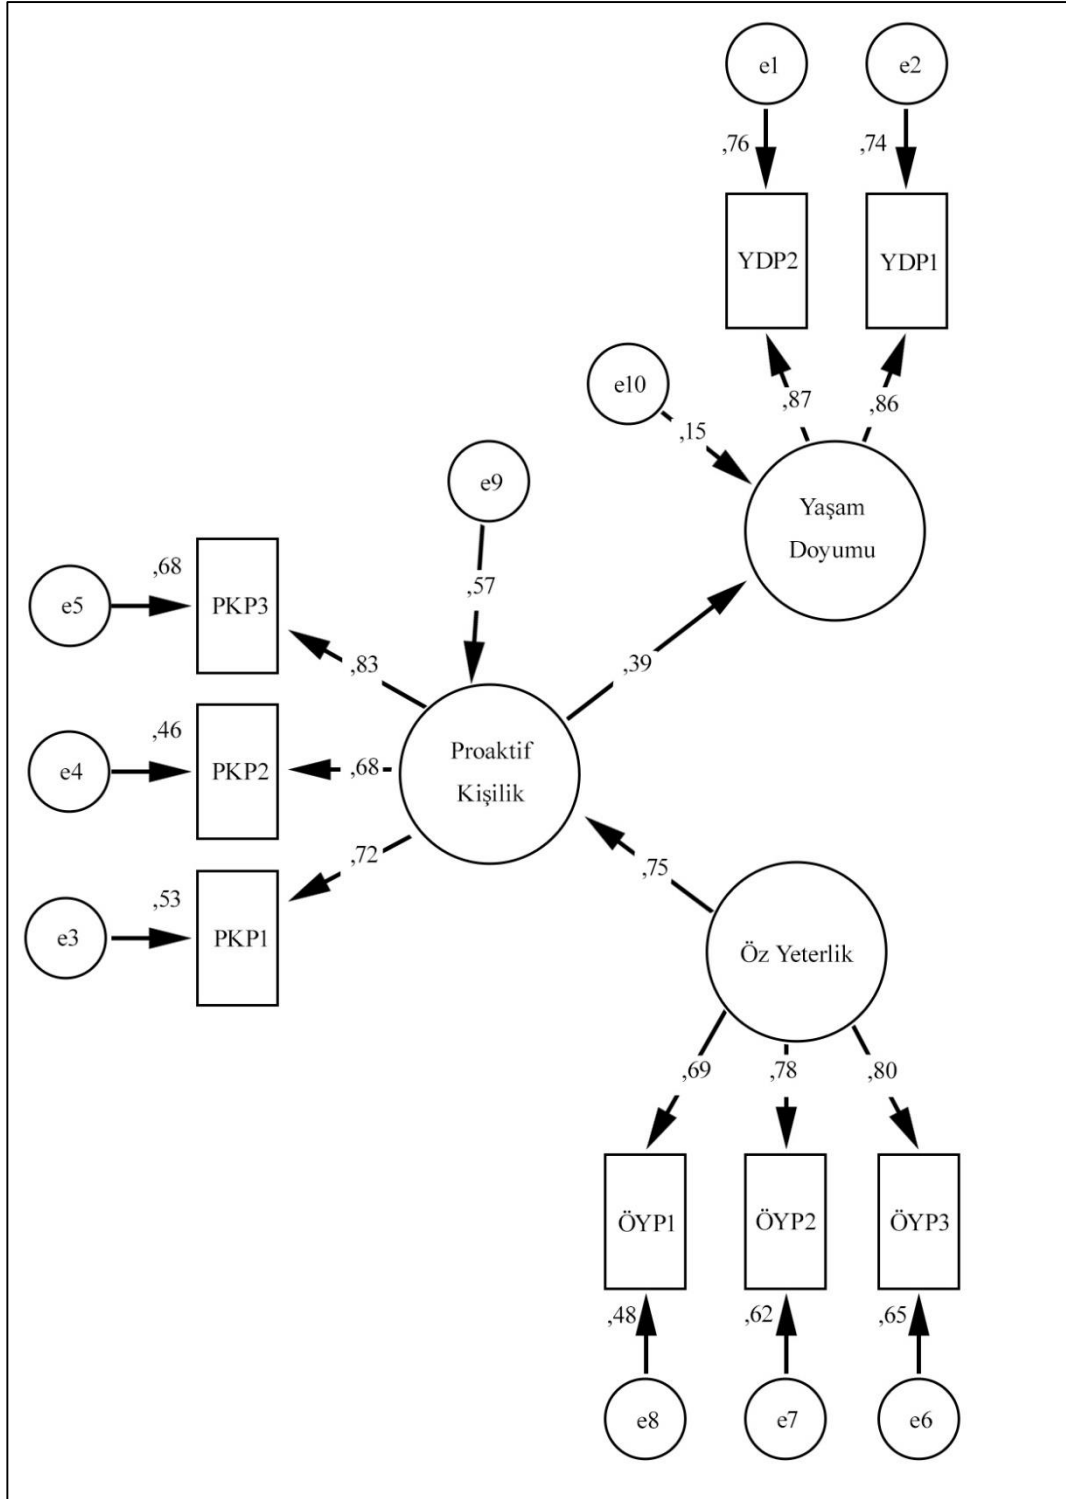 e1
e2
,76
,74
YDP2
YDP1
e10
,87
,86
,15
e9
Yaşam
Doyumu
,68
,57
e5
PKP3
,83
,39
,46
Proaktif
Kişilik
e4
PKP2
,68
,72
,75
,53
e3
PKP1
Öz Yeterlik
,69
,78
,80
ÖYP1
ÖYP2
ÖYP3
,48
,62
,65
e8
e7
e6